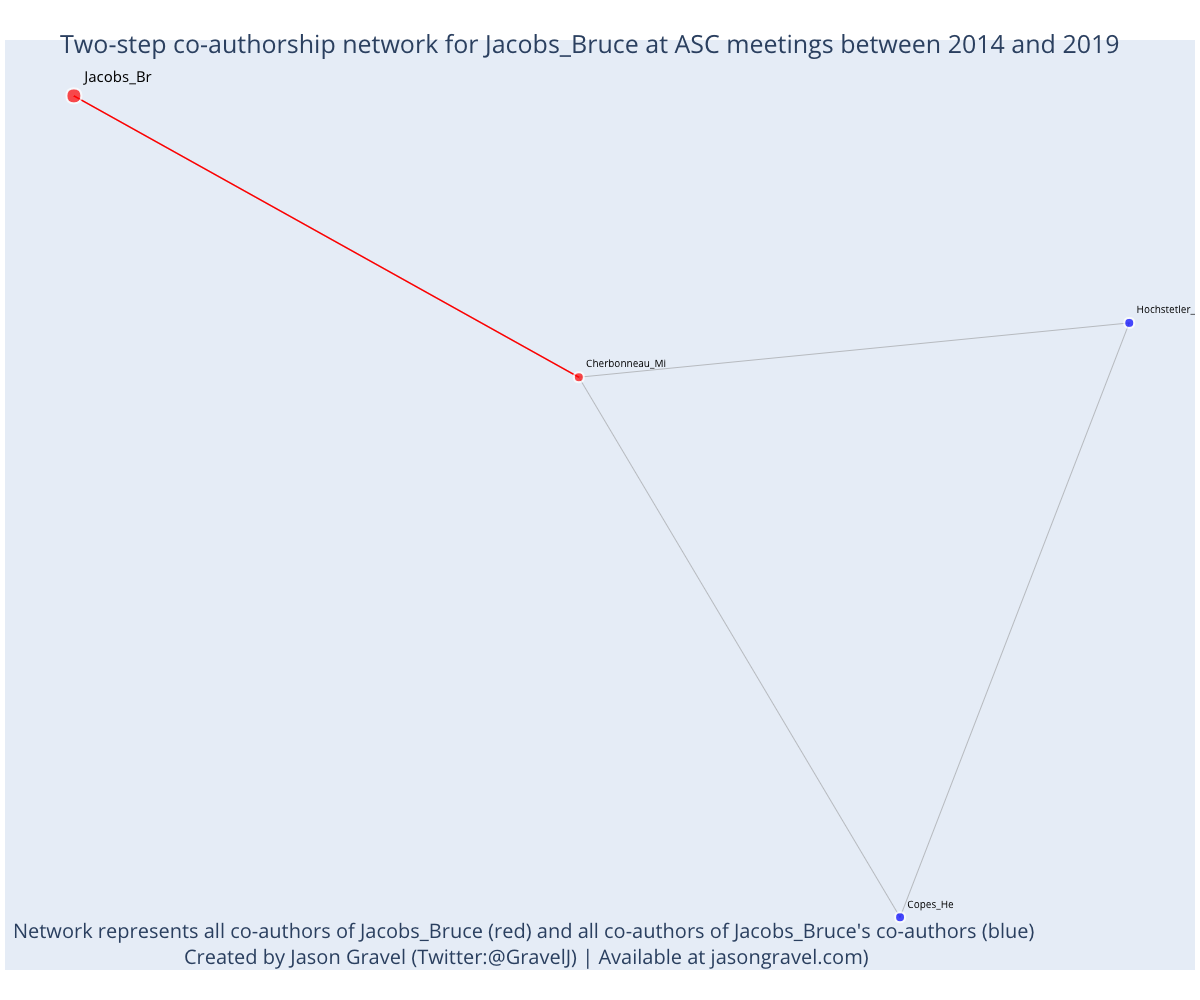 Two-step co-authorship network for Jacobs_Bruce at ASC meetings between 2014 and 2019
Jacobs_Br
Hochstetler_
Cherbonneau_Mi
Copes_He
Network represents all co-authors of Jacobs_Bruce (red) and all co-authors of Jacobs_Bruce's co-authors (blue)
Created by Jason Gravel (Twitter:@GravelJ) | Available at jasongravel.com)